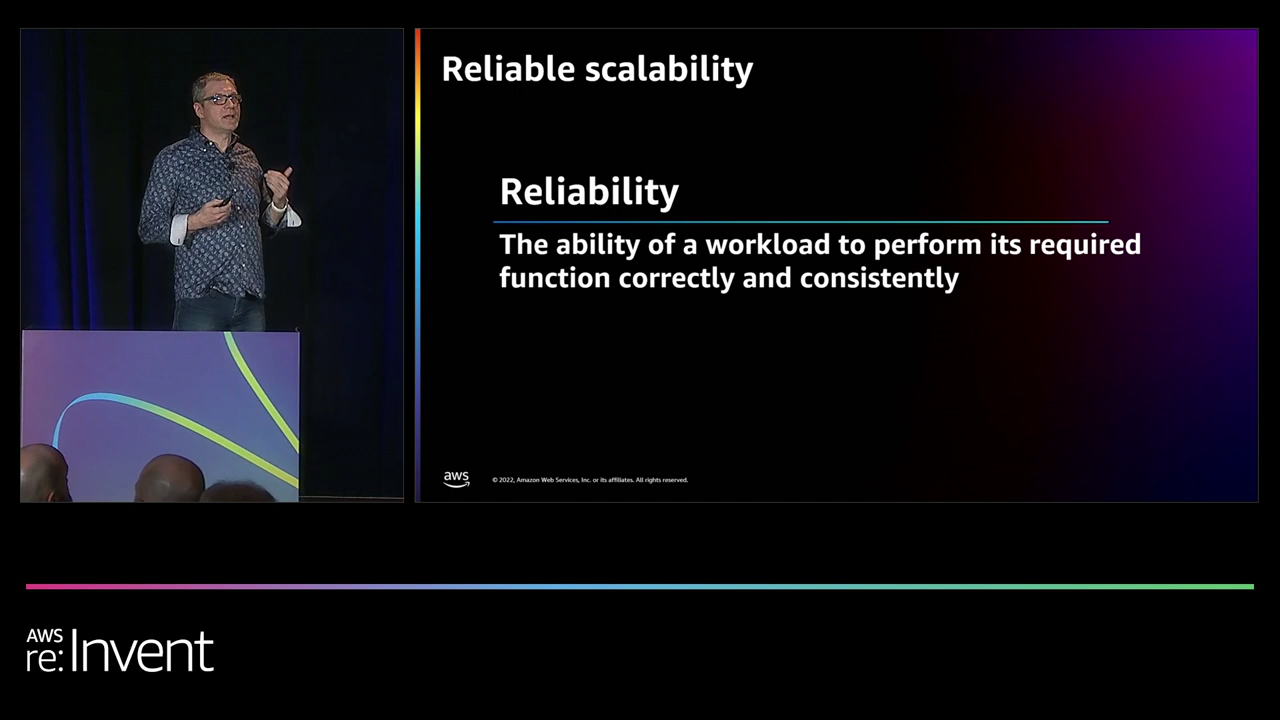 Reliable scalability
Reliability
The ability of a workload to perform its required
function correctly and consistently
aws
© 2022, Amazon Web Services, Inc. or its affiliates. All rights reserved.
AWS
re:Invent